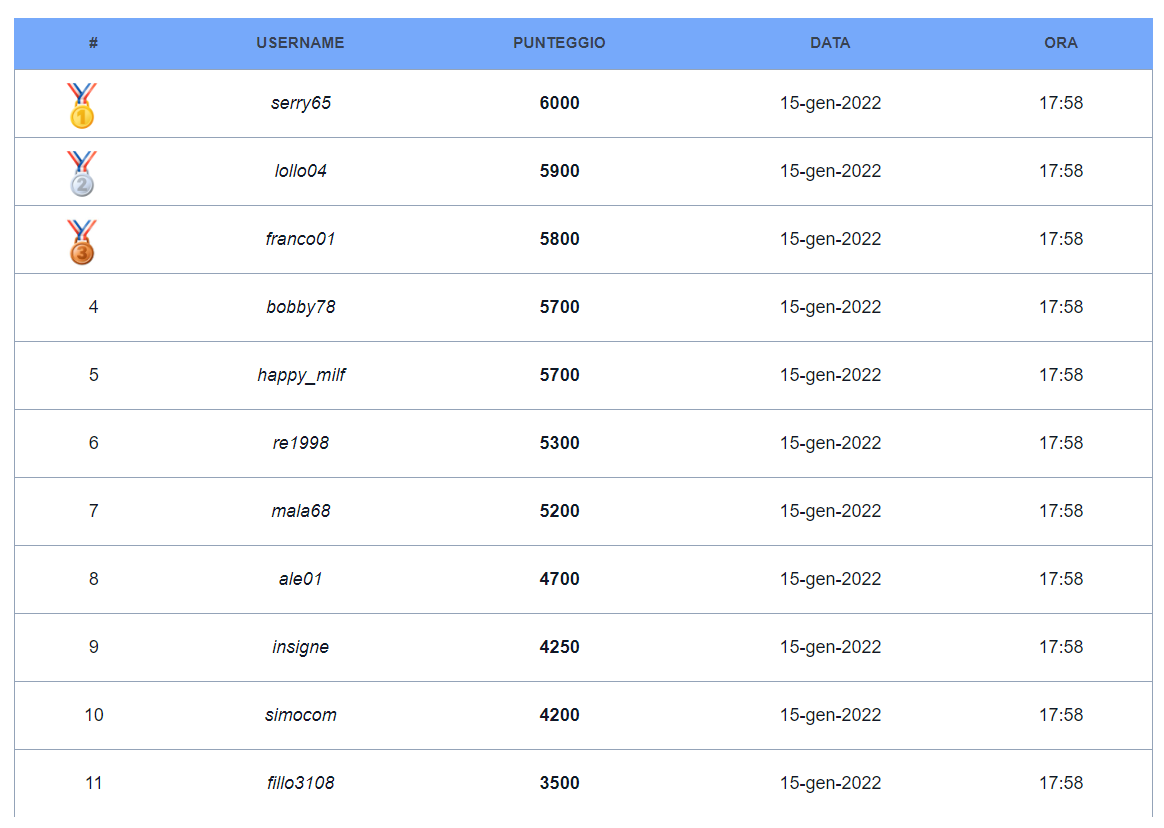 # USERNAME PUNTEGGIO DATA ORA
1 serry65 6000 15-gen-2022 17:58
2 lollo04 5900 15-gen-2022 17:58
3 franco01 5800 15-gen-2022 17:58
4 bobby78 5700 15-gen-2022 17:58
5 happy_milf 5700 15-gen-2022 17:58
6 re1998 5300 15-gen-2022 17:58
7 mala68 5200 15-gen-2022 17:58
8 ale01 4700 15-gen-2022 17:58
9 insigne 4250 15-gen-2022 17:58
10 simocom 4200 15-gen-2022 17:58
11 fillo3108 3500 15-gen-2022 17:58